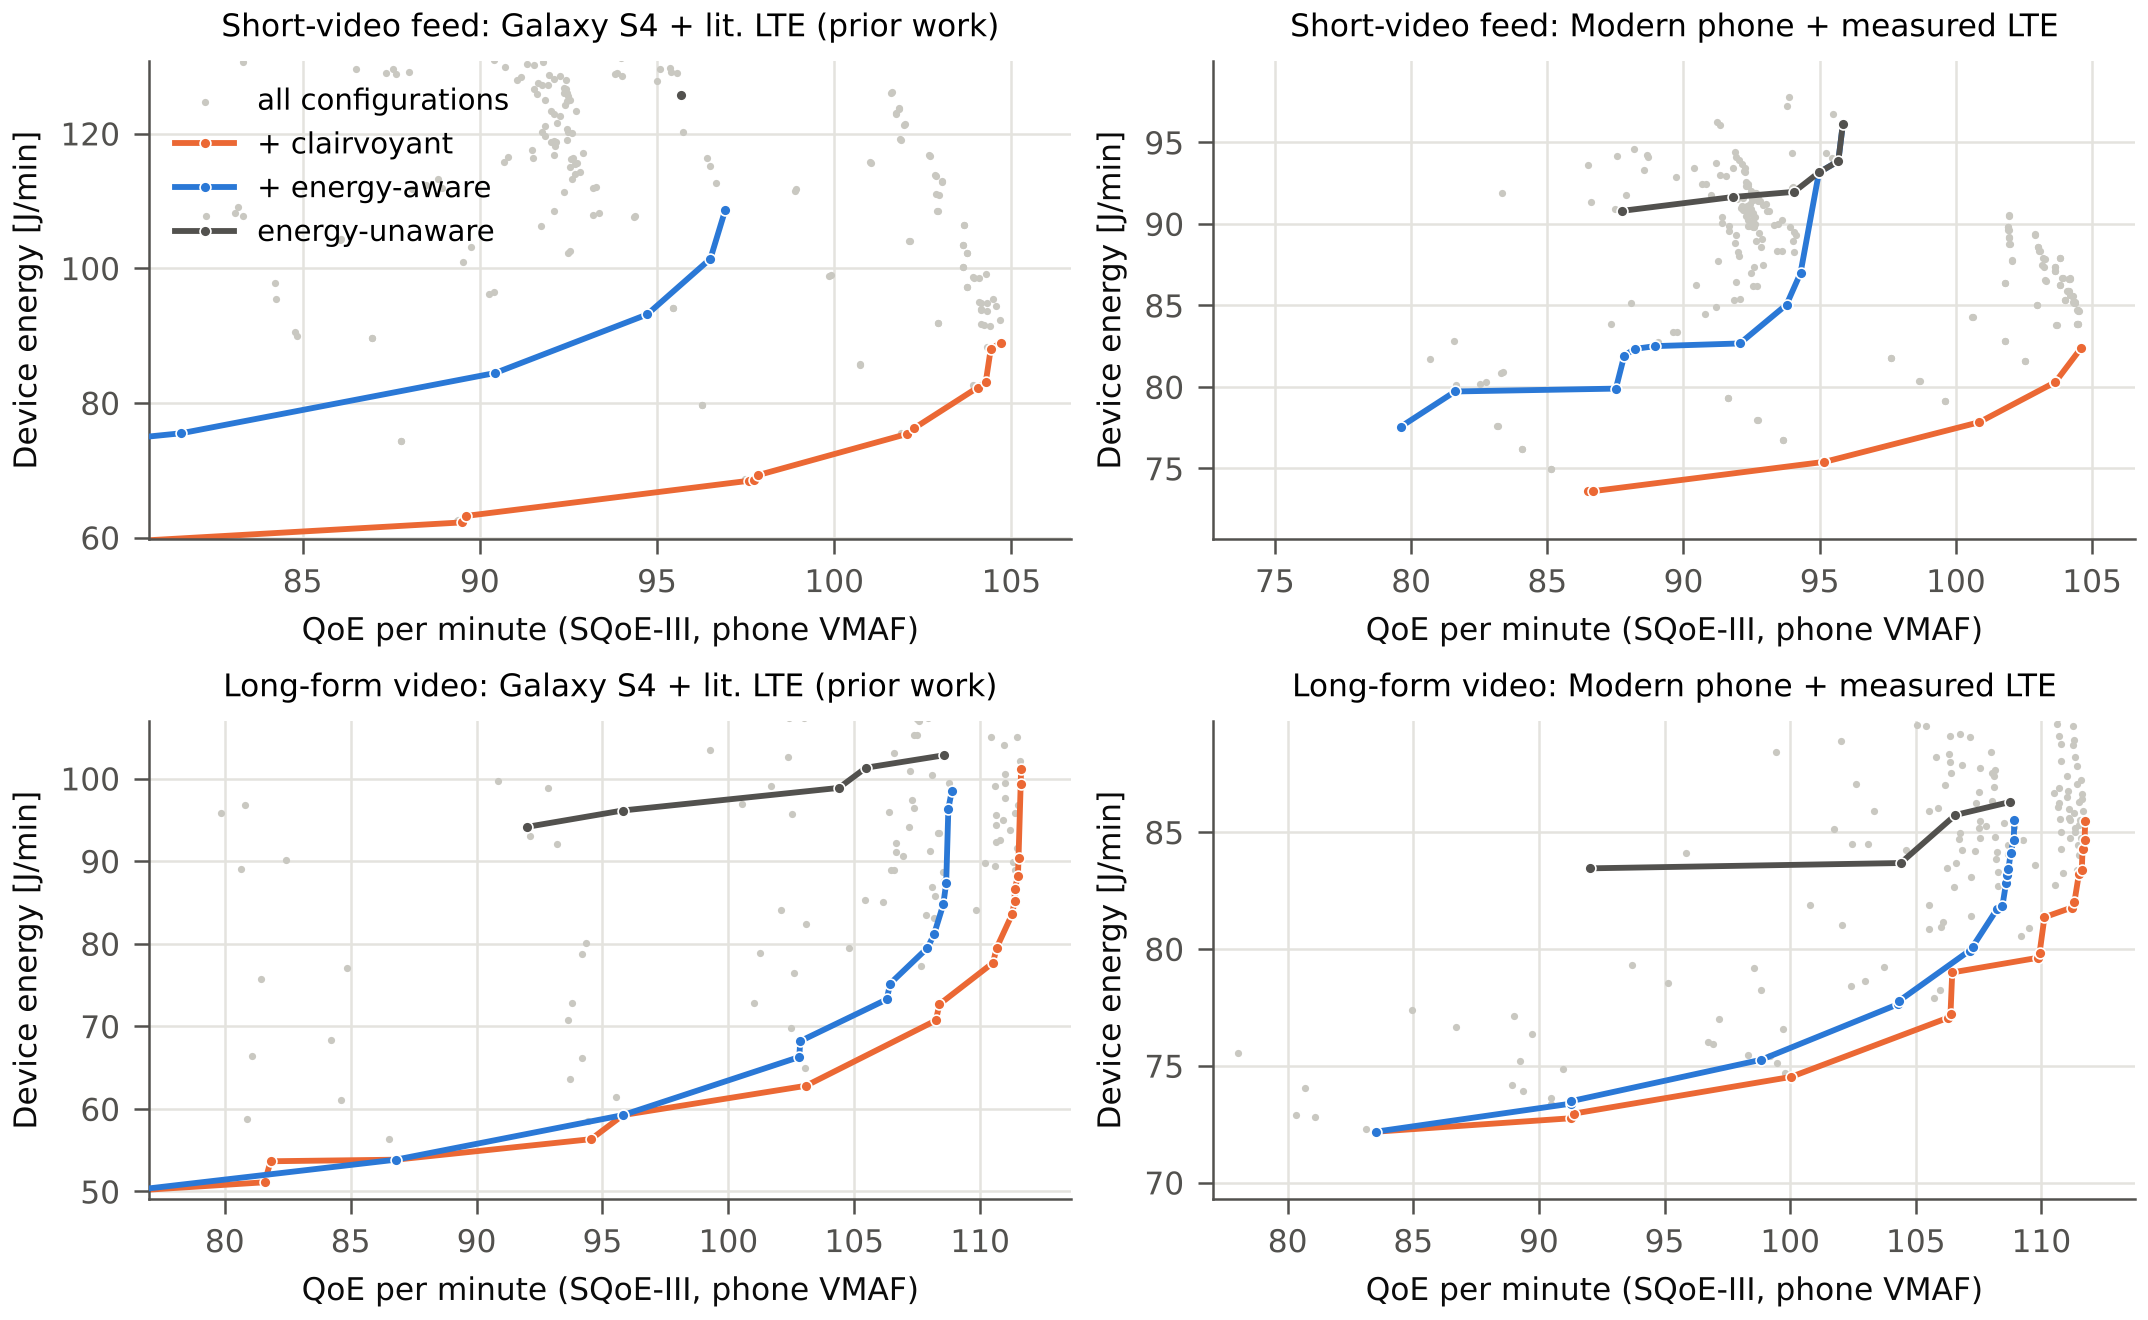 Short-video feed: Galaxy S4 + lit. LTE (prior work)
Device energy [J/min]
120
100
80
60
all configurations
+ clairvoyant
+ energy-aware
energy-unaware
85 90 95 100 105
QoE per minute (SQoE-III, phone VMAF)
Short-video feed: Modern phone + measured LTE
Device energy [J/min]
95
90
85
80
75
75 80 85 90 95 100 105
QoE per minute (SQoE-III, phone VMAF)
Long-form video: Galaxy S4 + lit. LTE (prior work)
Device energy [J/min]
100
90
80
70
60
50
80 85 90 95 100 105 110
QoE per minute (SQoE-III, phone VMAF)
Long-form video: Modern phone + measured LTE
Device energy [J/min]
85
80
75
70
80 85 90 95 100 105 110
QoE per minute (SQoE-III, phone VMAF)